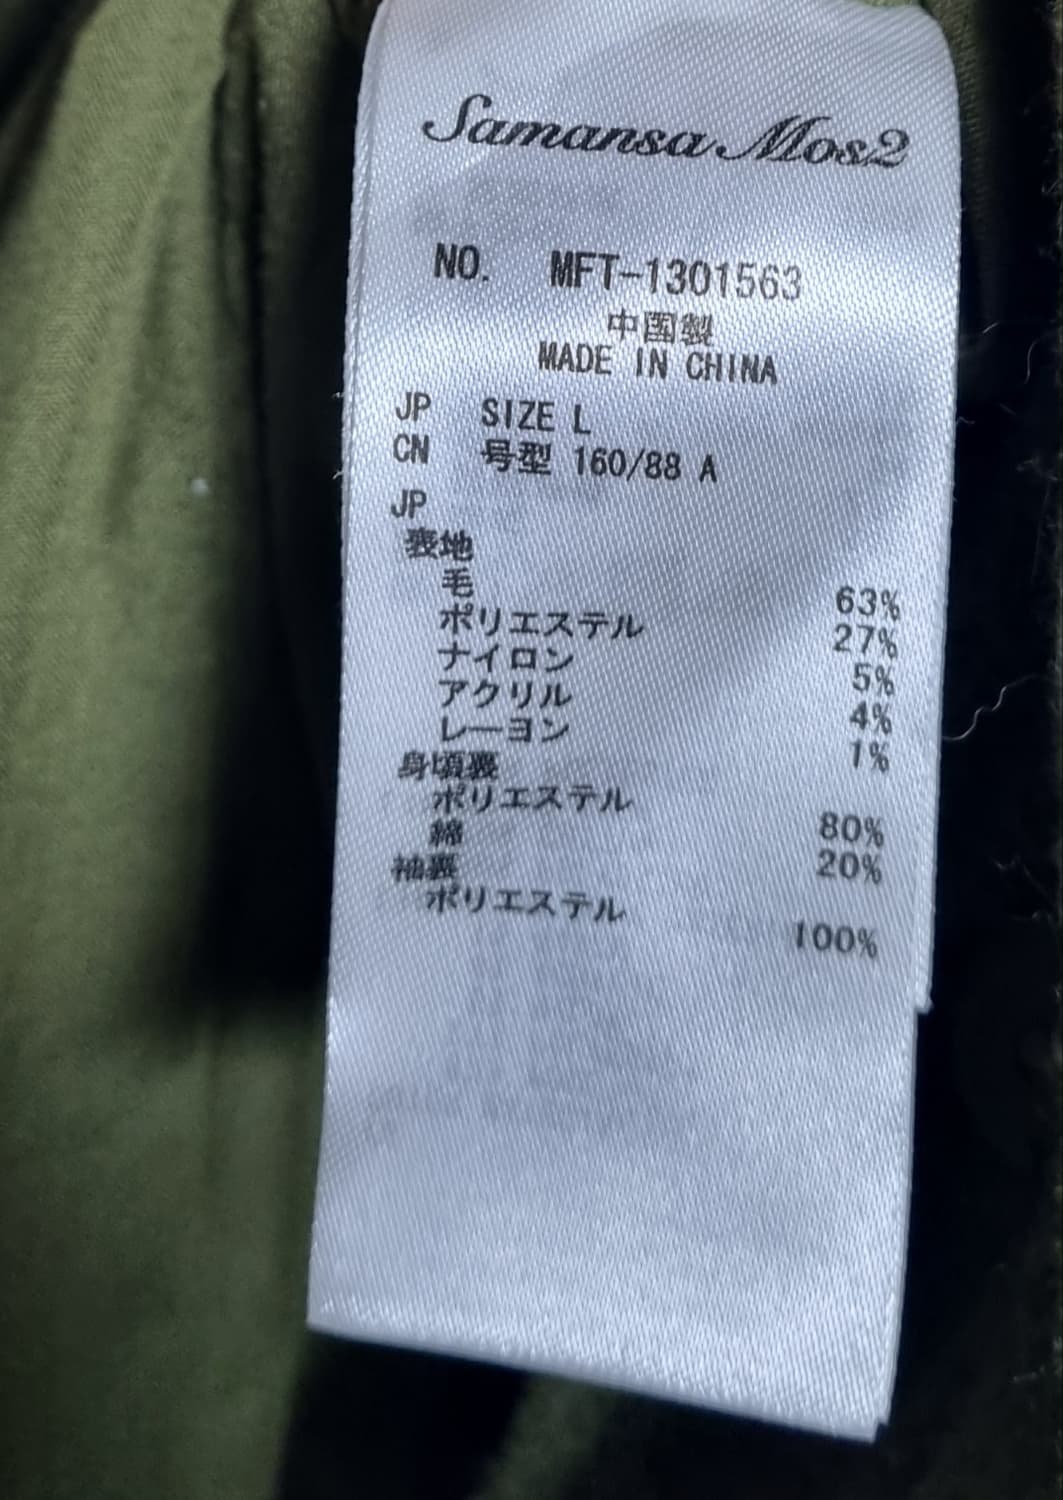 Samansa Mos2
NO. MFT-1301563
中国製
MADE IN CHINA
JP SIZE L
CN 号型 160/88 A
JP
表地
毛 63%
ポリエステル 27%
ナイロン 5%
アクリル 4%
レーヨン 1%
身頃裏
ポリエステル 80%
綿 20%
袖裏
ポリエステル 100%